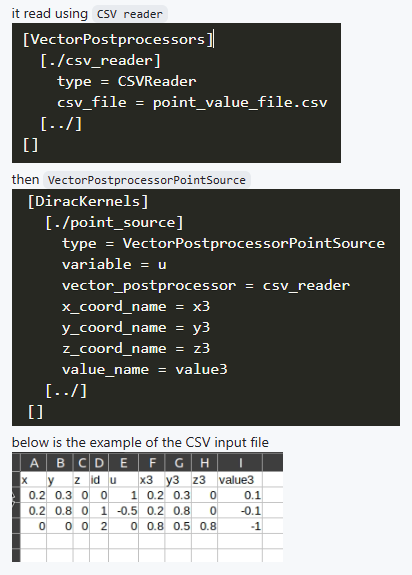 it read using CSV reader
[VectorPostprocessors]
[./csv_reader]
type = CSVReader
csv_file = point_value_file.csv
[../]
[]
then VectorPostprocessorPointSource
[DiracKernels]
[./point_source]
type = VectorPostprocessorPointSource
variable = u
vector_postprocessor = csv_reader
x_coord_name = x3
y_coord_name = y3
z_coord_name = z3
value_name = value3
[../]
[]
below is the example of the CSV input file
A B C D E F G H I
x y z id u x3 y3 z3 value3
0.2 0.3 0 0 1 0.2 0.3 0 0.1
0.2 0.8 0 1 -0.5 0.2 0.8 0 -0.1
0 0 0 2 0 0.8 0.5 0.8 -1